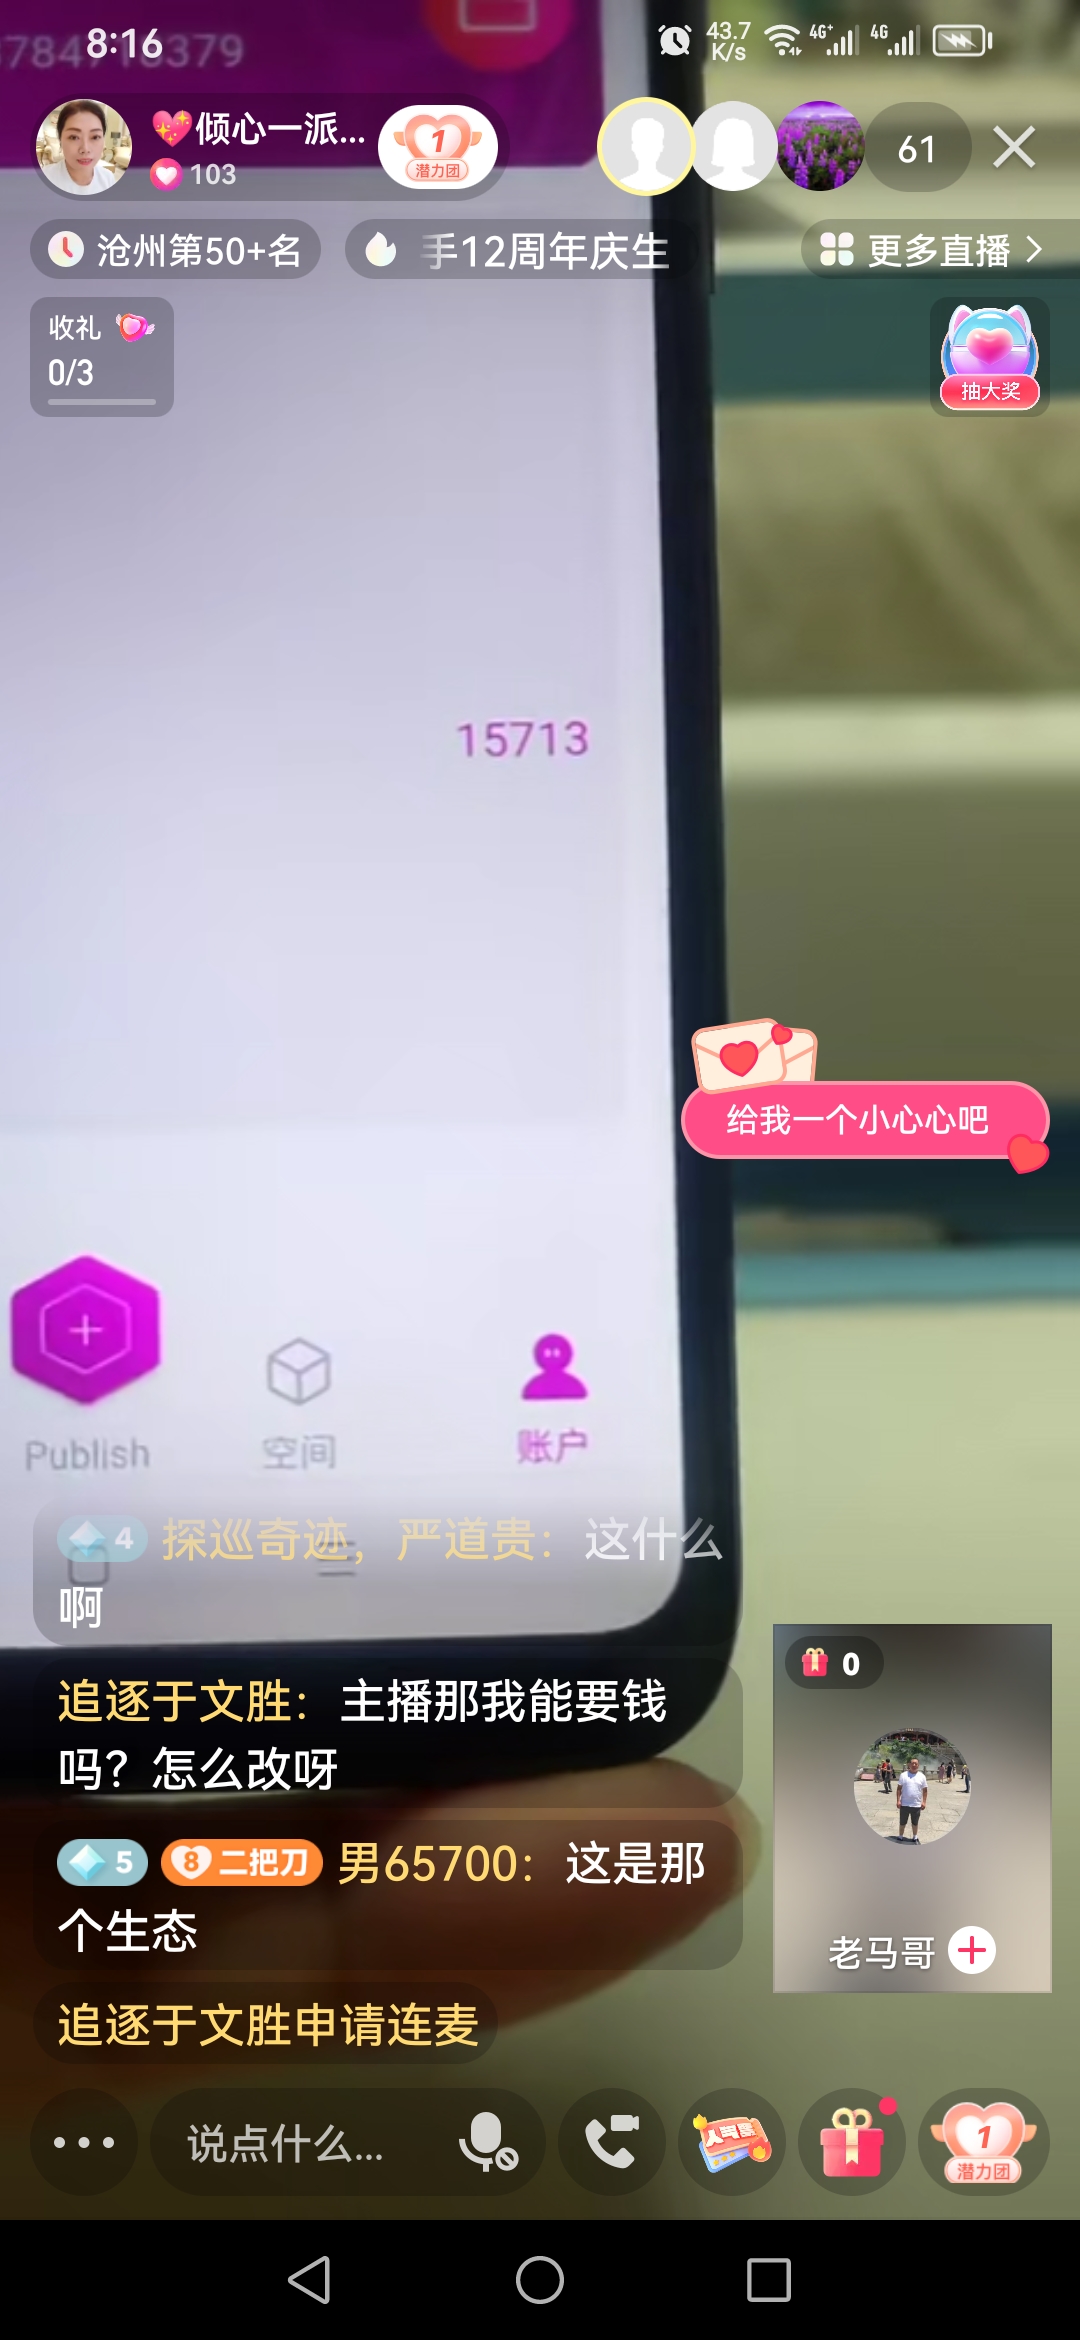 8:16
43.7
K/s
4G+
4G
💖倾心一派...
103
1
潜力团
61
沧州第50+名
手12周年庆生
更多直播
收礼
0/3
抽大奖
15713
给我一个小心心吧
Publish
空间
账户
4 探巡奇迹，严道贵：这什么
啊
追逐于文胜：主播那我能要钱
吗？怎么改呀
5 8 二把刀 男65700：这是那
个生态
追逐于文胜申请连麦
0
老马哥
说点什么...
人气票
1
潜力团